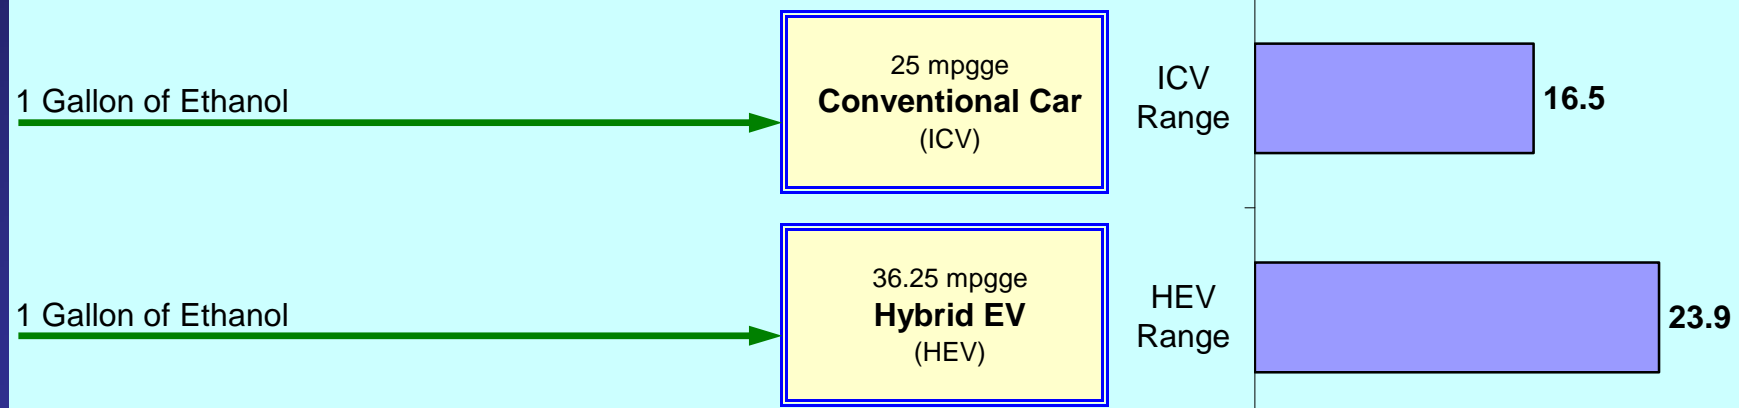 1 Gallon of Ethanol
25 mpgge
Conventional Car
(ICV)
ICV
Range
16.5
1 Gallon of Ethanol
36.25 mpgge
Hybrid EV
(HEV)
HEV
Range
23.9